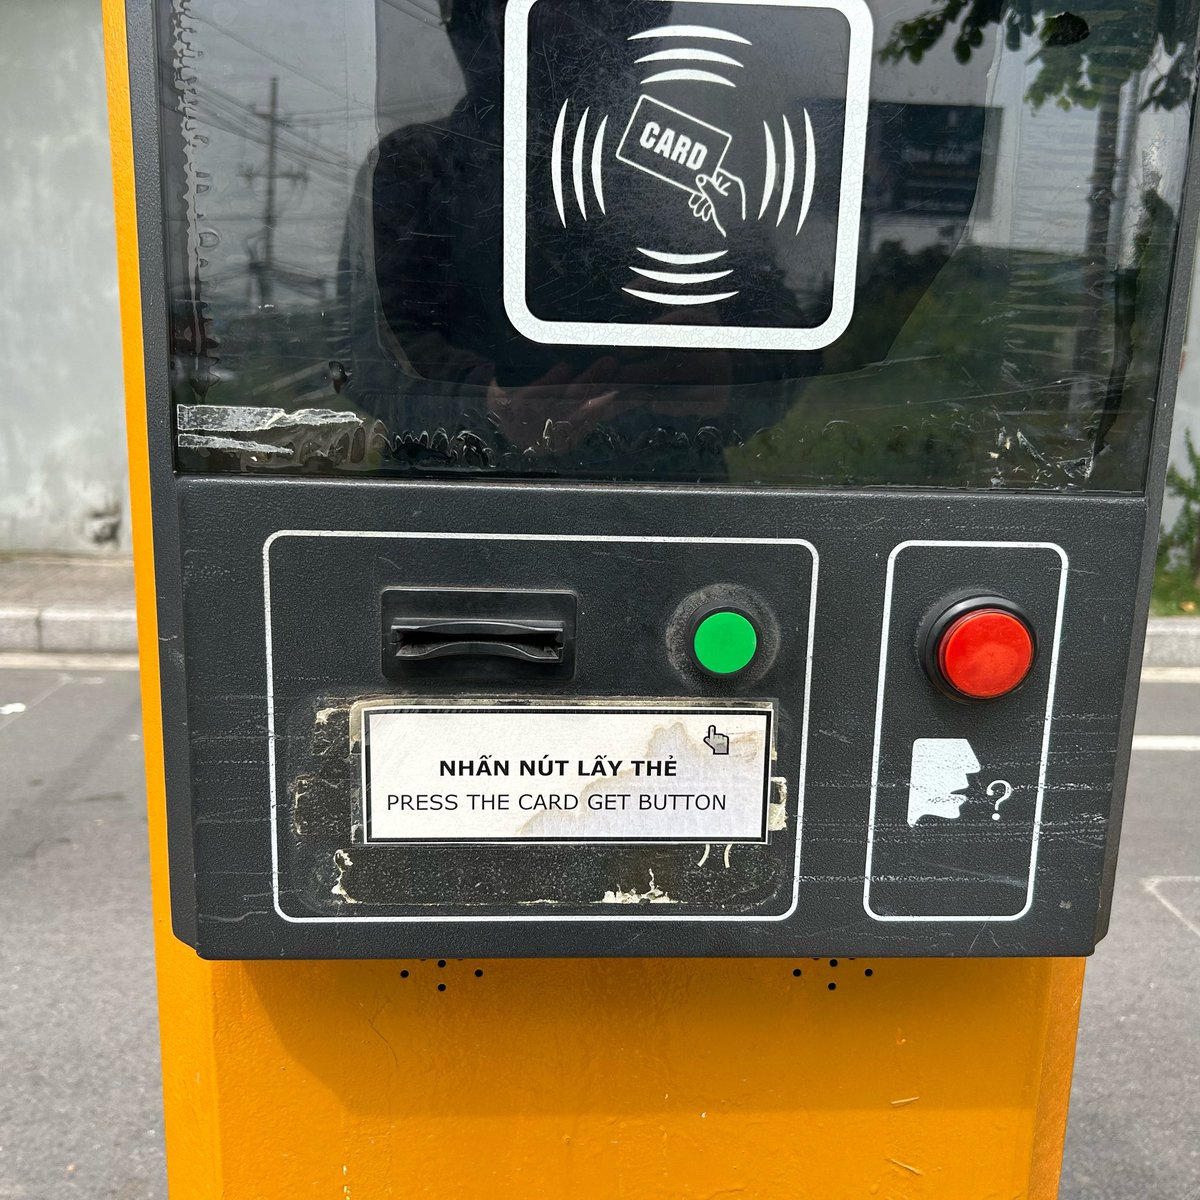 CARD
NHẤN NÚT LẤY THẺ
PRESS THE CARD GET BUTTON
?